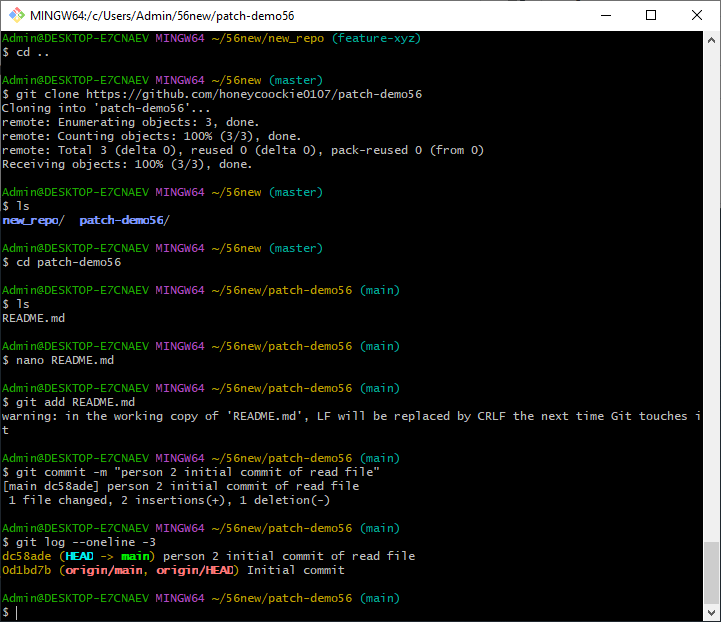 MINGW64:/c/Users/Admin/56new/patch-demo56
Admin@DESKTOP-E7CNAEV MINGW64 ~/56new/new_repo (feature-xyz)
$ cd ..
Admin@DESKTOP-E7CNAEV MINGW64 ~/56new (master)
$ git clone https://github.com/honeycoockie0107/patch-demo56
Cloning into 'patch-demo56'...
remote: Enumerating objects: 3, done.
remote: Counting objects: 100% (3/3), done.
remote: Total 3 (delta 0), reused 0 (delta 0), pack-reused 0 (from 0)
Receiving objects: 100% (3/3), done.
Admin@DESKTOP-E7CNAEV MINGW64 ~/56new (master)
$ ls
new_repo/  patch-demo56/
Admin@DESKTOP-E7CNAEV MINGW64 ~/56new (master)
$ cd patch-demo56
Admin@DESKTOP-E7CNAEV MINGW64 ~/56new/patch-demo56 (main)
$ ls
README.md
Admin@DESKTOP-E7CNAEV MINGW64 ~/56new/patch-demo56 (main)
$ nano README.md
Admin@DESKTOP-E7CNAEV MINGW64 ~/56new/patch-demo56 (main)
$ git add README.md
warning: in the working copy of 'README.md', LF will be replaced by CRLF the next time Git touches i
t
Admin@DESKTOP-E7CNAEV MINGW64 ~/56new/patch-demo56 (main)
$ git commit -m "person 2 initial commit of read file"
[main dc58ade] person 2 initial commit of read file
 1 file changed, 2 insertions(+), 1 deletion(-)
Admin@DESKTOP-E7CNAEV MINGW64 ~/56new/patch-demo56 (main)
$ git log --oneline -3
dc58ade (HEAD -> main) person 2 initial commit of read file
0d1bd7b (origin/main, origin/HEAD) Initial commit
Admin@DESKTOP-E7CNAEV MINGW64 ~/56new/patch-demo56 (main)
$